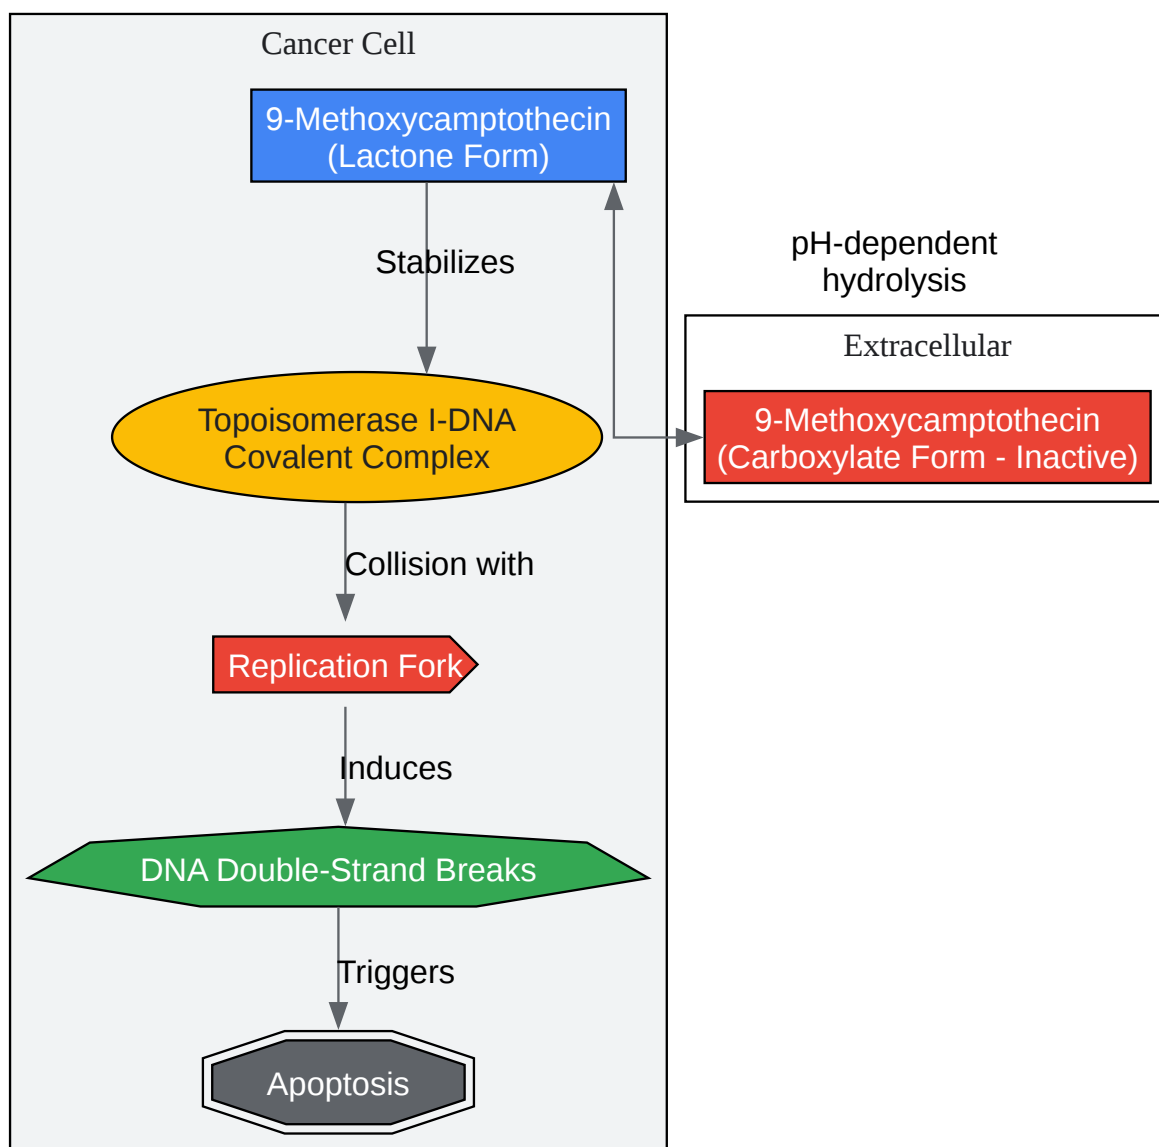 Cancer Cell
9-Methoxycamptothecin
(Lactone Form)
Stabilizes
pH-dependent
hydrolysis
Extracellular
9-Methoxycamptothecin
(Carboxylate Form - Inactive)
Topoisomerase I-DNA
Covalent Complex
Collision with
Replication Fork
Induces
DNA Double-Strand Breaks
Triggers
Apoptosis